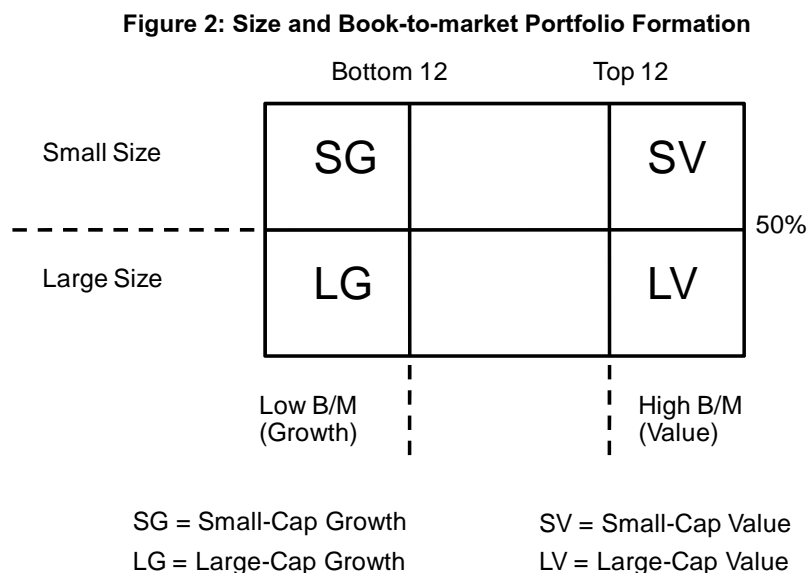 Figure 2: Size and Book-to-market Portfolio Formation
Bottom 12 Top 12
Small Size SG SV
50%
Large Size LG LV
Low B/M High B/M
(Growth) (Value)
SG = Small-Cap Growth SV = Small-Cap Value
LG = Large-Cap Growth LV = Large-Cap Value